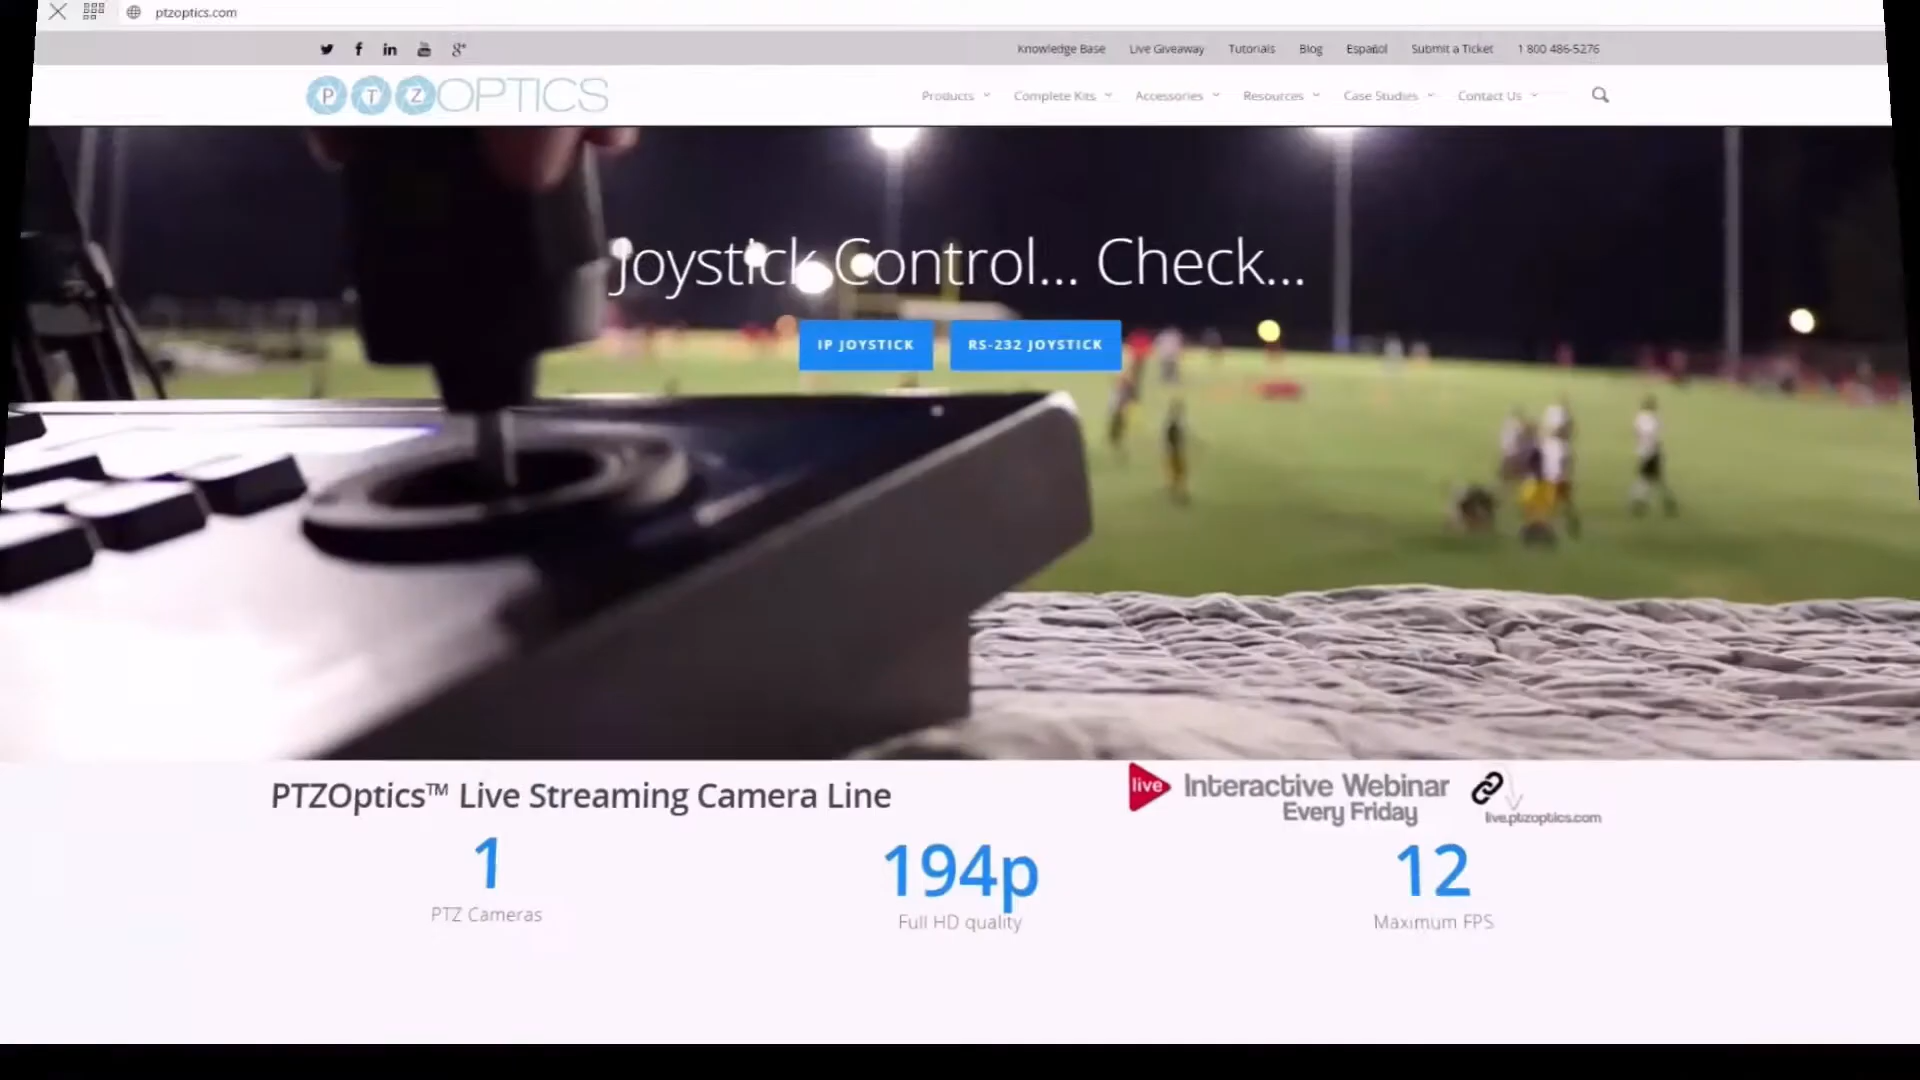 ptzoptics.com
Knowledge Base Live Giveaway Tutorials Blog Español Submit a Ticket 1 800 486-5276
PTZOPTICS
Products Complete Kits Accessories Resources Case Studies Contact Us
Joystick Control... Check...
IP JOYSTICK RS-232 JOYSTICK
PTZOptics™ Live Streaming Camera Line
live Interactive Webinar
Every Friday
live.ptzoptics.com
1 194p 12
PTZ Cameras Full HD quality Maximum FPS